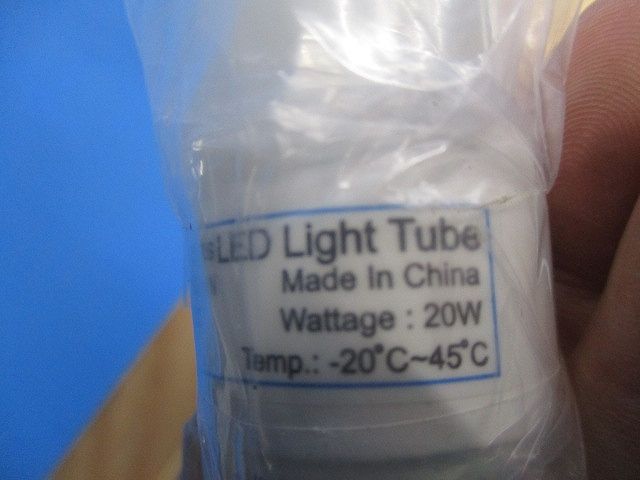 LED Light Tube
Made In China
Wattage : 20W
Temp.: -20°C~45°C